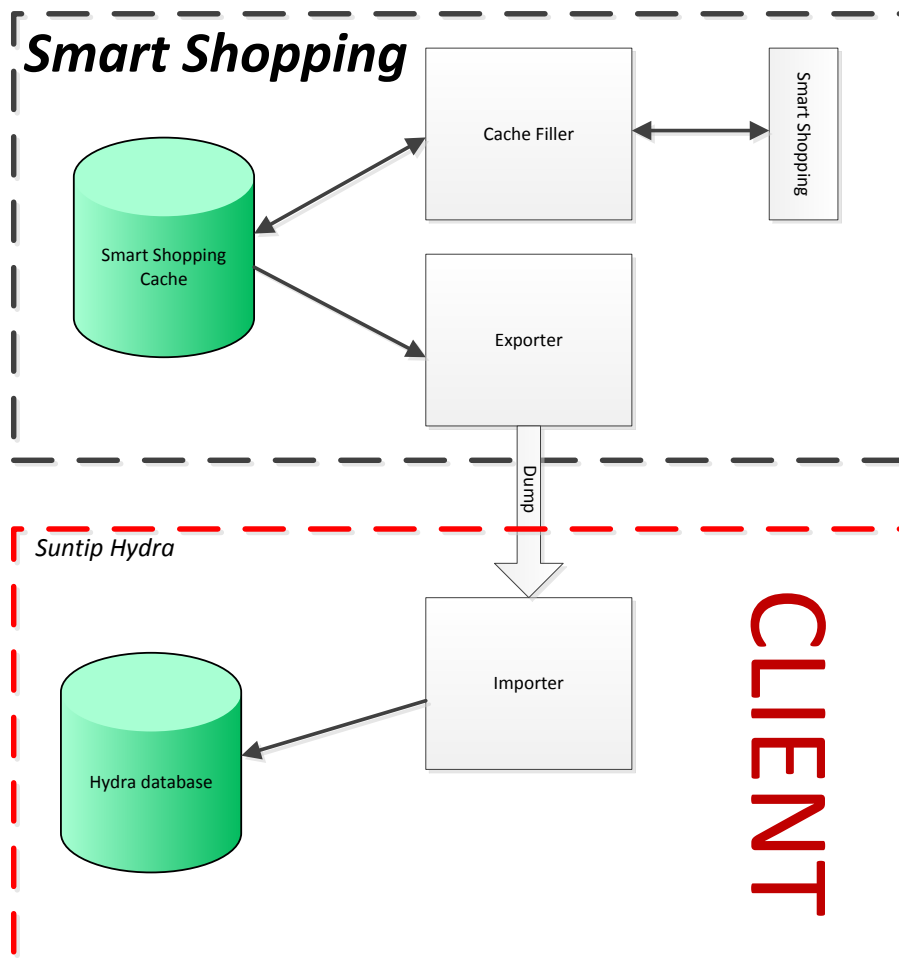 Smart Shopping
Cache Filler
Smart Shopping
Smart Shopping
Cache
Exporter
Dump
Suntip Hydra
Importer
Hydra database
CLIENT